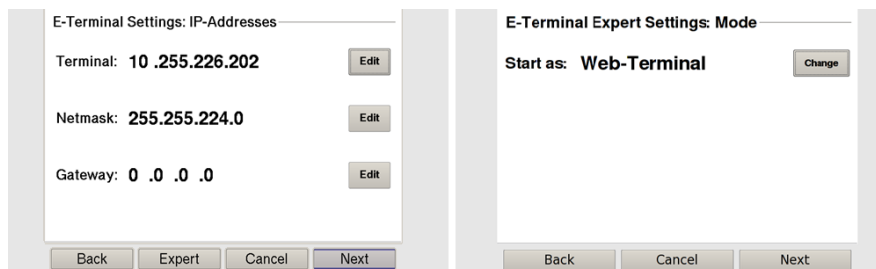 E-Terminal Settings: IP-Addresses
Terminal: 10 .255.226.202 Edit
Netmask: 255.255.224.0 Edit
Gateway: 0 .0 .0 .0 Edit
Back Expert Cancel Next
E-Terminal Expert Settings: Mode
Start as: Web-Terminal Change
Back Cancel Next